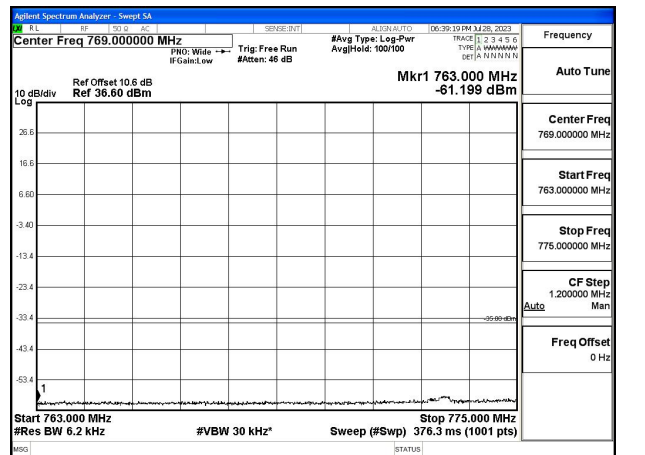 Agilent Spectrum Analyzer - Swept SA
RL RF 50 Ω AC SENSE:INT ALIGN AUTO 06:39:19 PM Jul 28, 2023
Center Freq 769.000000 MHz
PNO: Wide
IFGain:Low
Trig: Free Run
#Atten: 46 dB
#Avg Type: Log-Pwr
Avg|Hold: 100/100
TRACE 1 2 3 4 5 6
TYPE A WWWWW
DET A N N N N N
Ref Offset 10.6 dB
Ref 36.60 dBm
10 dB/div
Log
Mkr1 763.000 MHz
-61.199 dBm
26.6
16.6
6.60
-3.40
-13.4
-23.4
-33.4
-35.00 dBm
-43.4
-53.4
1
Start 763.000 MHz
Stop 775.000 MHz
#Res BW 6.2 kHz
#VBW 30 kHz*
Sweep (#Swp) 376.3 ms (1001 pts)
MSG
STATUS
Frequency
Auto Tune
Center Freq
769.000000 MHz
Start Freq
763.000000 MHz
Stop Freq
775.000000 MHz
CF Step
1.200000 MHz
Auto Man
Freq Offset
0 Hz